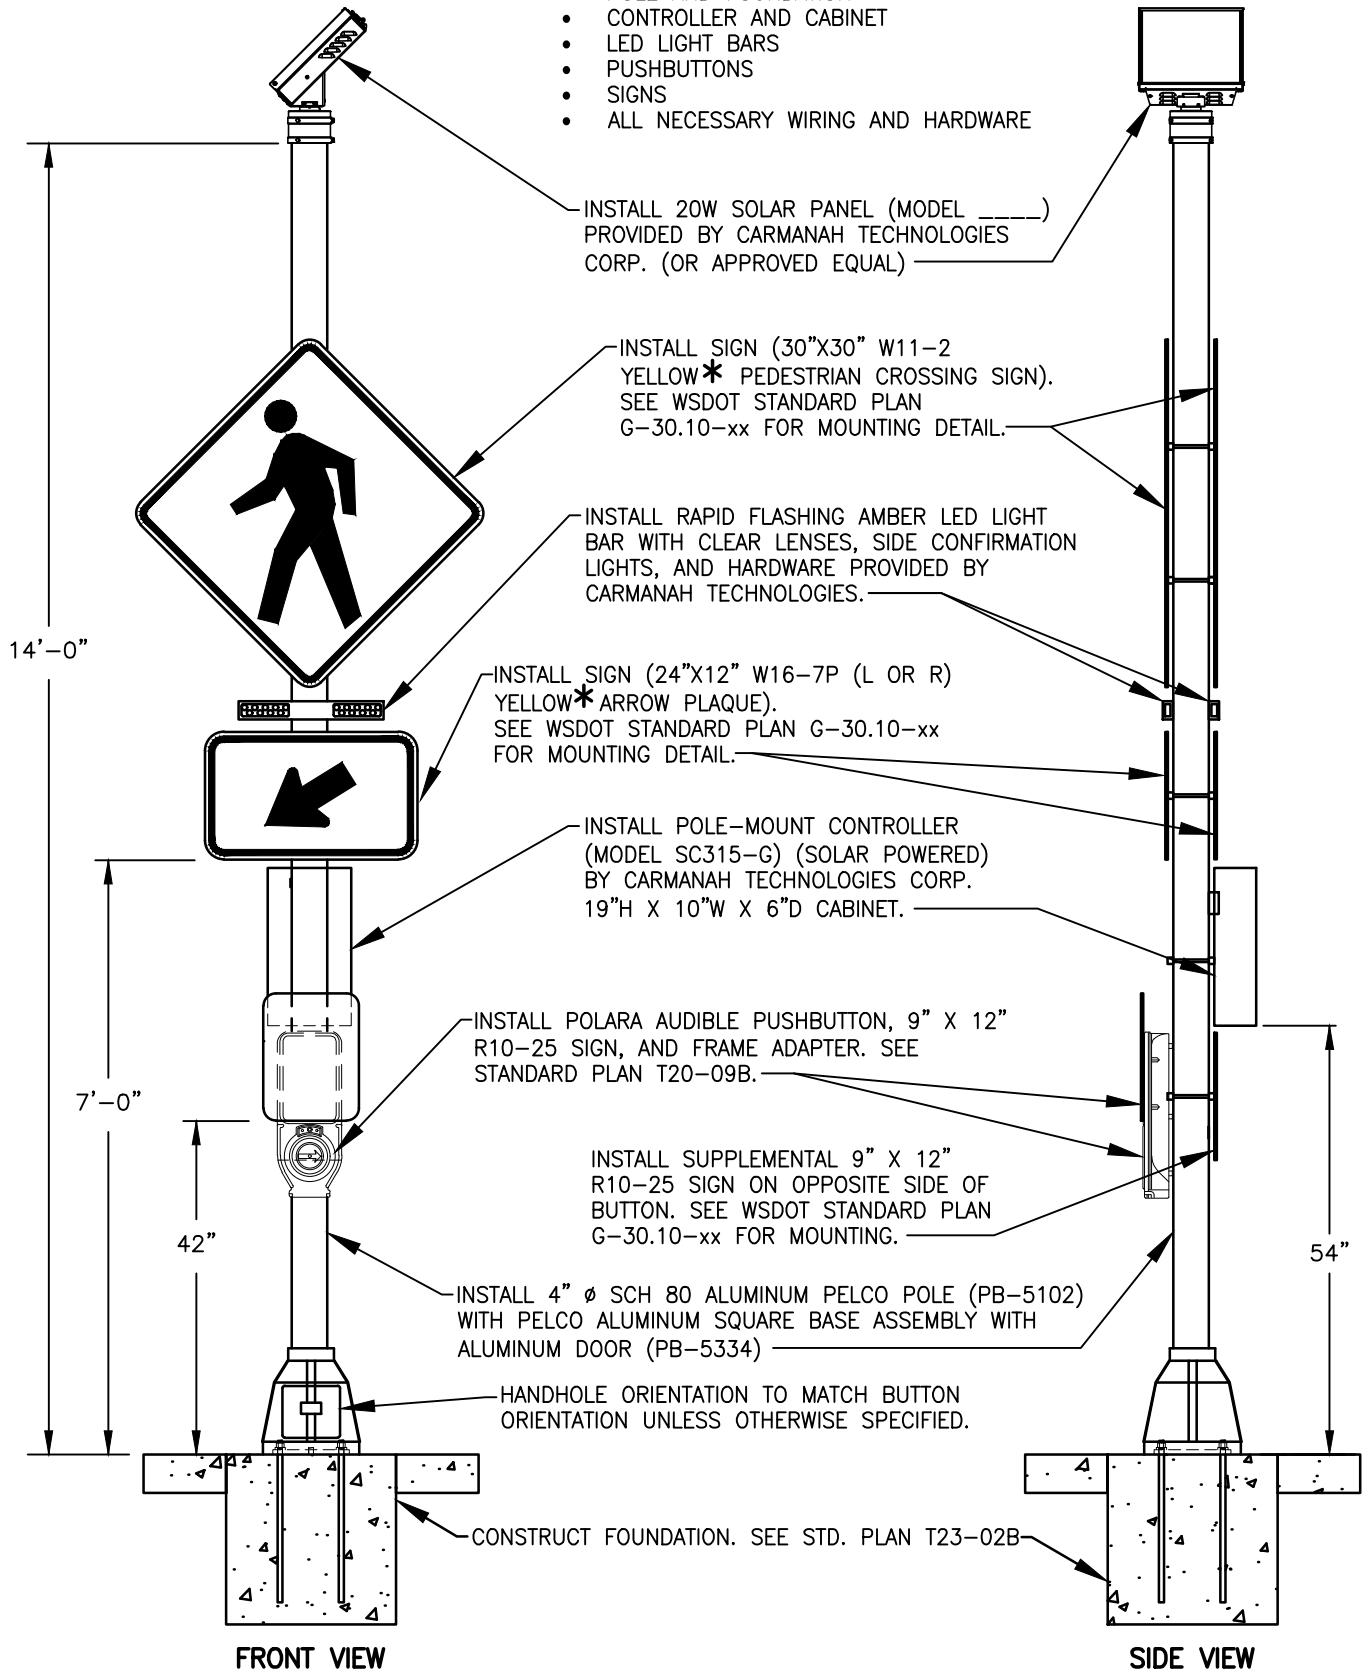 • CONTROLLER AND CABINET
• LED LIGHT BARS
• PUSHBUTTONS
• SIGNS
• ALL NECESSARY WIRING AND HARDWARE
INSTALL 20W SOLAR PANEL (MODEL ____)
PROVIDED BY CARMANAH TECHNOLOGIES
CORP. (OR APPROVED EQUAL)
INSTALL SIGN (30"X30" W11-2
YELLOW* PEDESTRIAN CROSSING SIGN).
SEE WSDOT STANDARD PLAN
G-30.10-xx FOR MOUNTING DETAIL.
INSTALL RAPID FLASHING AMBER LED LIGHT
BAR WITH CLEAR LENSES, SIDE CONFIRMATION
LIGHTS, AND HARDWARE PROVIDED BY
CARMANAH TECHNOLOGIES.
14'-0"
INSTALL SIGN (24"X12" W16-7P (L OR R)
YELLOW* ARROW PLAQUE).
SEE WSDOT STANDARD PLAN G-30.10-xx
FOR MOUNTING DETAIL.
INSTALL POLE-MOUNT CONTROLLER
(MODEL SC315-G) (SOLAR POWERED)
BY CARMANAH TECHNOLOGIES CORP.
19"H X 10"W X 6"D CABINET.
INSTALL POLARA AUDIBLE PUSHBUTTON, 9" X 12"
R10-25 SIGN, AND FRAME ADAPTER. SEE
STANDARD PLAN T20-09B.
7'-0"
INSTALL SUPPLEMENTAL 9" X 12"
R10-25 SIGN ON OPPOSITE SIDE OF
BUTTON. SEE WSDOT STANDARD PLAN
G-30.10-xx FOR MOUNTING.
42"
54"
INSTALL 4" ø SCH 80 ALUMINUM PELCO POLE (PB-5102)
WITH PELCO ALUMINUM SQUARE BASE ASSEMBLY WITH
ALUMINUM DOOR (PB-5334)
HANDHOLE ORIENTATION TO MATCH BUTTON
ORIENTATION UNLESS OTHERWISE SPECIFIED.
CONSTRUCT FOUNDATION. SEE STD. PLAN T23-02B
FRONT VIEW
SIDE VIEW